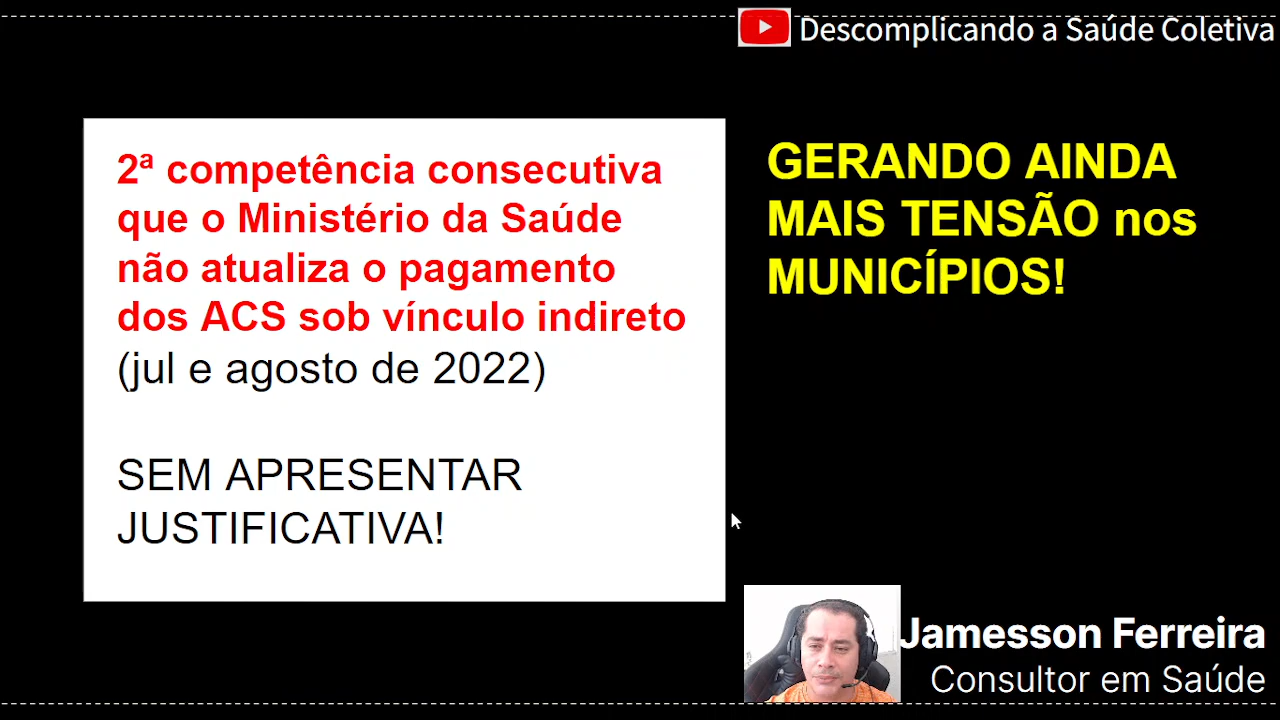 Descomplicando a Saúde Coletiva
2ª competência consecutiva
que o Ministério da Saúde
não atualiza o pagamento
dos ACS sob vínculo indireto
(jul e agosto de 2022)
SEM APRESENTAR
JUSTIFICATIVA!
GERANDO AINDA
MAIS TENSÃO nos
MUNICÍPIOS!
Jamesson Ferreira
Consultor em Saúde